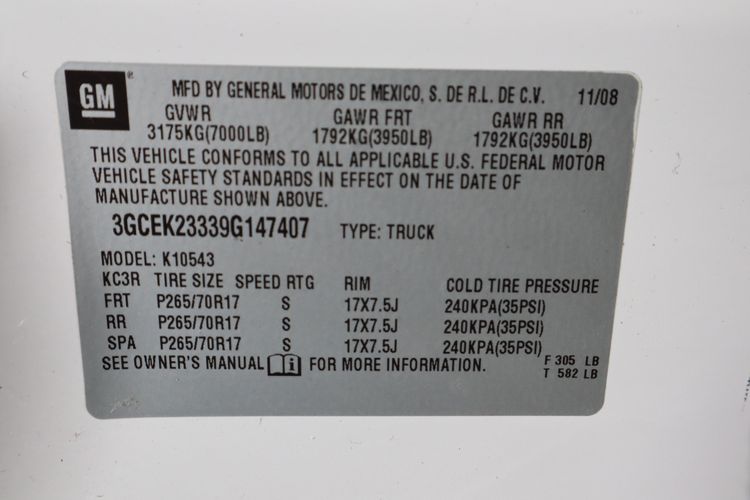 GM
MFD BY GENERAL MOTORS DE MEXICO, S. DE R.L. DE C.V. 11/08
GVWR GAWR FRT GAWR RR
3175KG(7000LB) 1792KG(3950LB) 1792KG(3950LB)
THIS VEHICLE CONFORMS TO ALL APPLICABLE U.S. FEDERAL MOTOR
VEHICLE SAFETY STANDARDS IN EFFECT ON THE DATE OF
MANUFACTURE SHOWN ABOVE.
3GCEK23339G147407 TYPE: TRUCK
MODEL: K10543
KC3R TIRE SIZE SPEED RTG RIM COLD TIRE PRESSURE
FRT P265/70R17 S 17X7.5J 240KPA(35PSI)
RR P265/70R17 S 17X7.5J 240KPA(35PSI)
SPA P265/70R17 S 17X7.5J 240KPA(35PSI)
SEE OWNER'S MANUAL i FOR MORE INFORMATION.
F 305 LB
T 582 LB